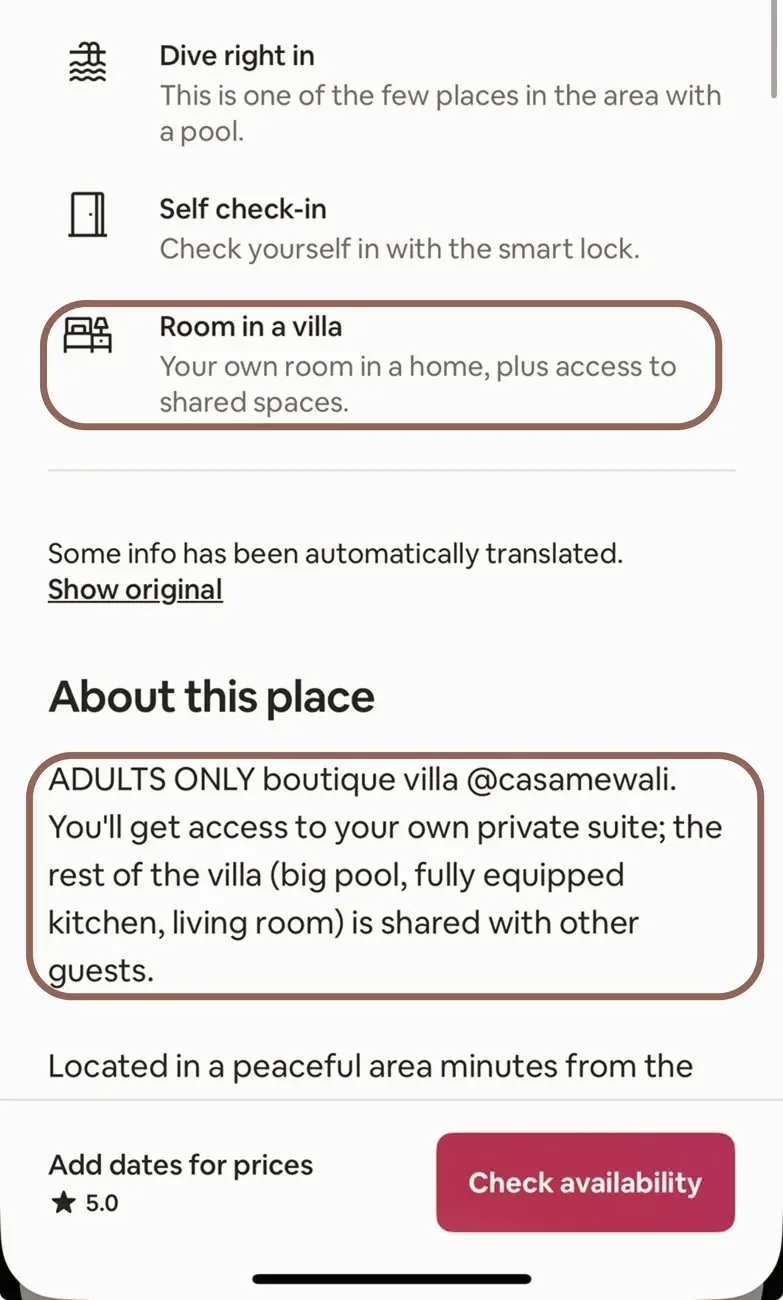 Dive right in
This is one of the few places in the area with
a pool.
Self check-in
Check yourself in with the smart lock.
Room in a villa
Your own room in a home, plus access to
shared spaces.
Some info has been automatically translated.
Show original
About this place
ADULTS ONLY boutique villa @casamewali.
You'll get access to your own private suite; the
rest of the villa (big pool, fully equipped
kitchen, living room) is shared with other
guests.
Located in a peaceful area minutes from the
Add dates for prices
★ 5.0
Check availability